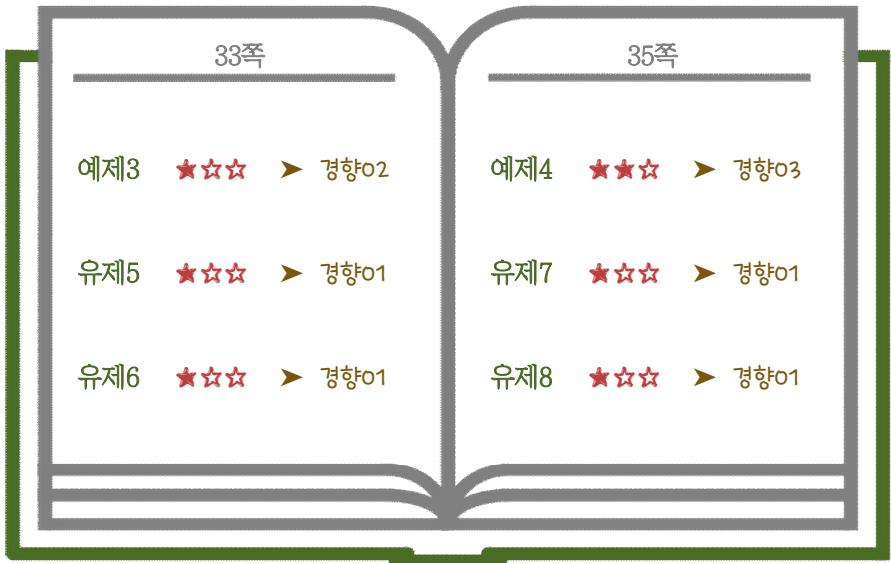 33쪽
예제3 ★☆☆ ➤ 경향02
유제5 ★☆☆ ➤ 경향01
유제6 ★☆☆ ➤ 경향01
35쪽
예제4 ★★☆ ➤ 경향03
유제7 ★☆☆ ➤ 경향01
유제8 ★☆☆ ➤ 경향01